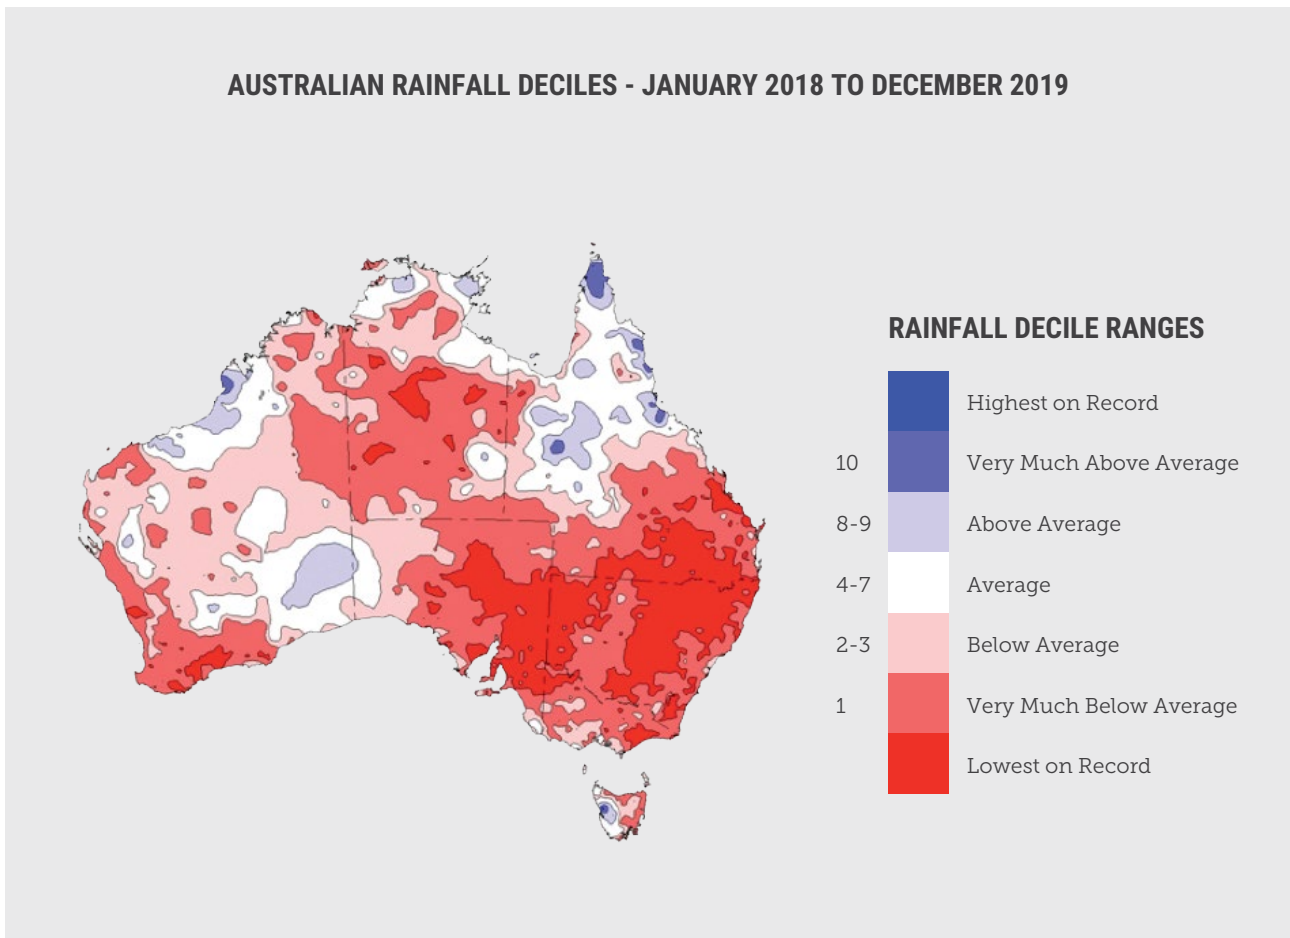 AUSTRALIAN RAINFALL DECILES - JANUARY 2018 TO DECEMBER 2019
RAINFALL DECILE RANGES
Highest on Record
10 Very Much Above Average
8-9 Above Average
4-7 Average
2-3 Below Average
1 Very Much Below Average
Lowest on Record